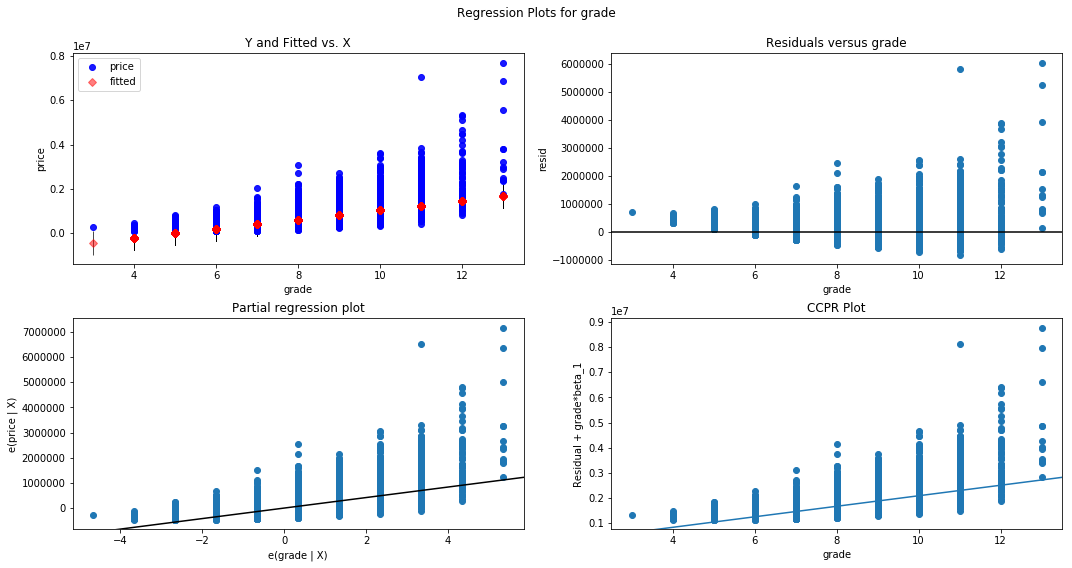 Regression Plots for grade
Y and Fitted vs. X
1e7
0.8
0.6
0.4
0.2
0.0
price
price
fitted
4
6
8
10
12
grade
Residuals versus grade
6000000
5000000
4000000
3000000
2000000
1000000
0
−1000000
resid
4
6
8
10
12
grade
Partial regression plot
7000000
6000000
5000000
4000000
3000000
2000000
1000000
0
e(price | X)
−4
−2
0
2
4
e(grade | X)
CCPR Plot
1e7
0.9
0.8
0.7
0.6
0.5
0.4
0.3
0.2
0.1
Residual + grade*beta_1
4
6
8
10
12
grade